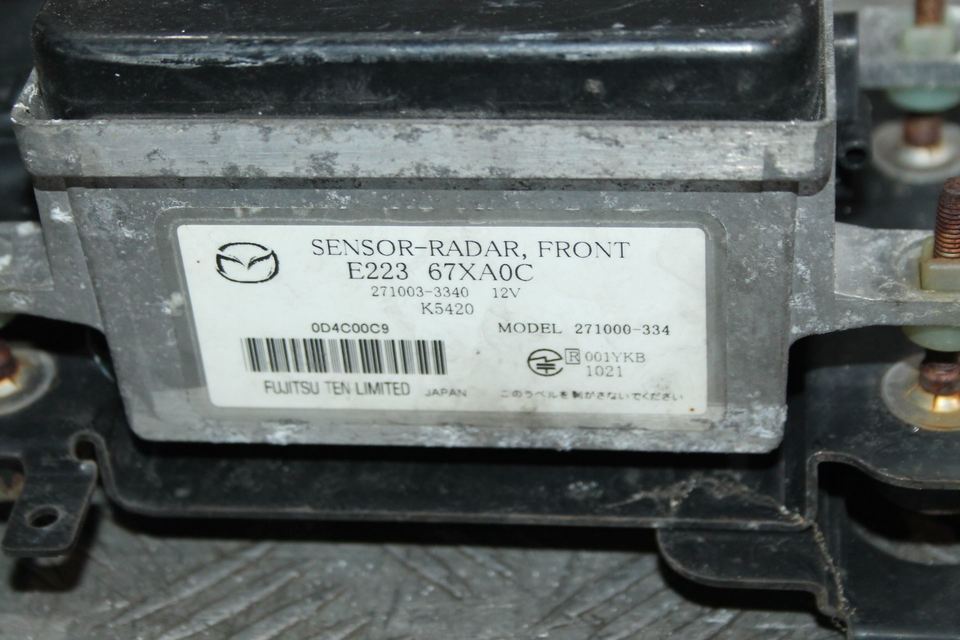 SENSOR-RADAR, FRONT
E223 67XA0C
271003-3340 12V
K5420
0D4C00C9
MODEL 271000-334
R 001YKB
1021
FUJITSU TEN LIMITED JAPAN
このラベルを剝がさないでください